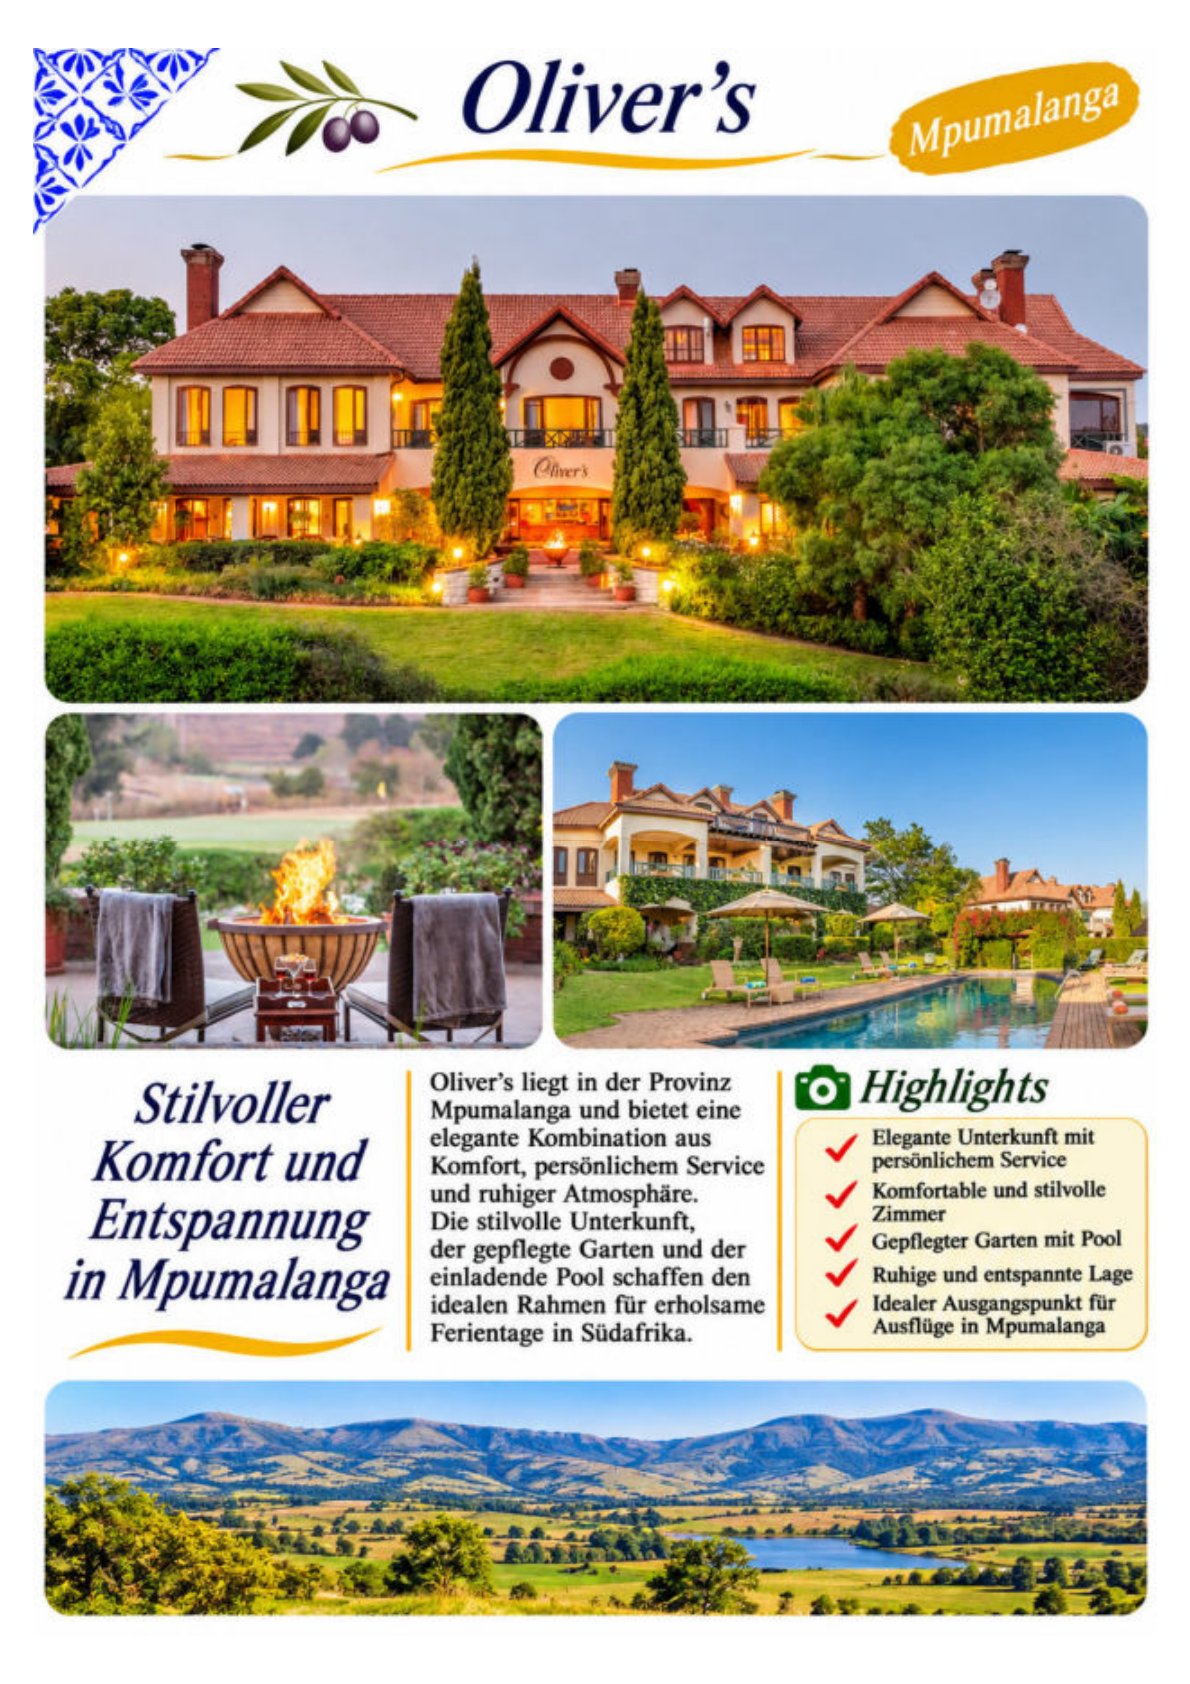 Oliver's
Mpumalanga
Oliver's
Stilvoller
Komfort und
Entspannung
in Mpumalanga
Oliver's liegt in der Provinz
Mpumalanga und bietet eine
elegante Kombination aus
Komfort, persönlichem Service
und ruhiger Atmosphäre.
Die stilvolle Unterkunft,
der gepflegte Garten und der
einladende Pool schaffen den
idealen Rahmen für erholsame
Ferientage in Südafrika.
Highlights
Elegante Unterkunft mit
persönlichem Service
Komfortable und stilvolle
Zimmer
Gepflegter Garten mit Pool
Ruhige und entspannte Lage
Idealer Ausgangspunkt für
Ausflüge in Mpumalanga